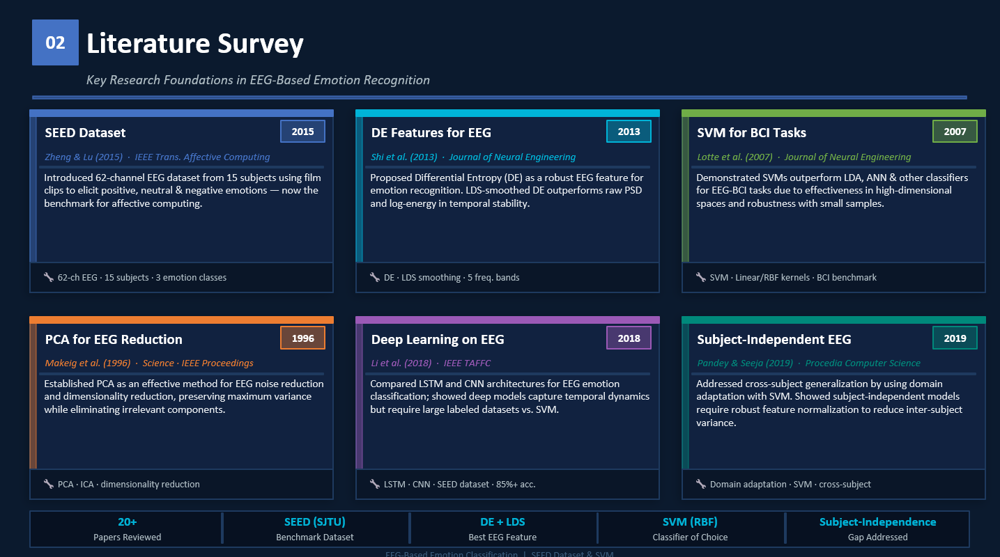 02
Literature Survey
Key Research Foundations in EEG-Based Emotion Recognition
SEED Dataset
2015
Zheng & Lu (2015) · IEEE Trans. Affective Computing
Introduced 62-channel EEG dataset from 15 subjects using film
clips to elicit positive, neutral & negative emotions — now the
benchmark for affective computing.
62-ch EEG · 15 subjects · 3 emotion classes
DE Features for EEG
2013
Shi et al. (2013) · Journal of Neural Engineering
Proposed Differential Entropy (DE) as a robust EEG feature for
emotion recognition. LDS-smoothed DE outperforms raw PSD
and log-energy in temporal stability.
DE · LDS smoothing · 5 freq. bands
SVM for BCI Tasks
2007
Lotte et al. (2007) · Journal of Neural Engineering
Demonstrated SVMs outperform LDA, ANN & other classifiers
for EEG-BCI tasks due to effectiveness in high-dimensional
spaces and robustness with small samples.
SVM · Linear/RBF kernels · BCI benchmark
PCA for EEG Reduction
1996
Makeig et al. (1996) · Science · IEEE Proceedings
Established PCA as an effective method for EEG noise reduction
and dimensionality reduction, preserving maximum variance
while eliminating irrelevant components.
PCA · ICA · dimensionality reduction
Deep Learning on EEG
2018
Li et al. (2018) · IEEE TAFFC
Compared LSTM and CNN architectures for EEG emotion
classification; showed deep models capture temporal dynamics
but require large labeled datasets vs. SVM.
LSTM · CNN · SEED dataset · 85%+ acc.
Subject-Independent EEG
2019
Pandey & Seeja (2019) · Procedia Computer Science
Addressed cross-subject generalization by using domain
adaptation with SVM. Showed subject-independent models
require robust feature normalization to reduce inter-subject
variance.
Domain adaptation · SVM · cross-subject
20+
Papers Reviewed
SEED (SJTU)
Benchmark Dataset
DE + LDS
Best EEG Feature
SVM (RBF)
Classifier of Choice
Subject-Independence
Gap Addressed
EEG-Based Emotion Classification | SEED Dataset & SVM